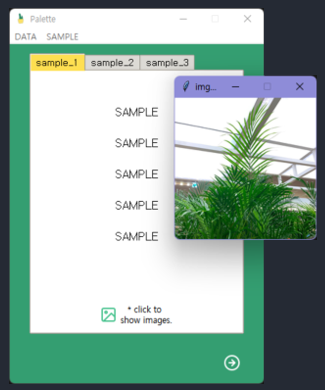 Palette
DATA SAMPLE
sample_1 sample_2 sample_3
img...
SAMPLE
SAMPLE
SAMPLE
SAMPLE
SAMPLE
* click to
show images.